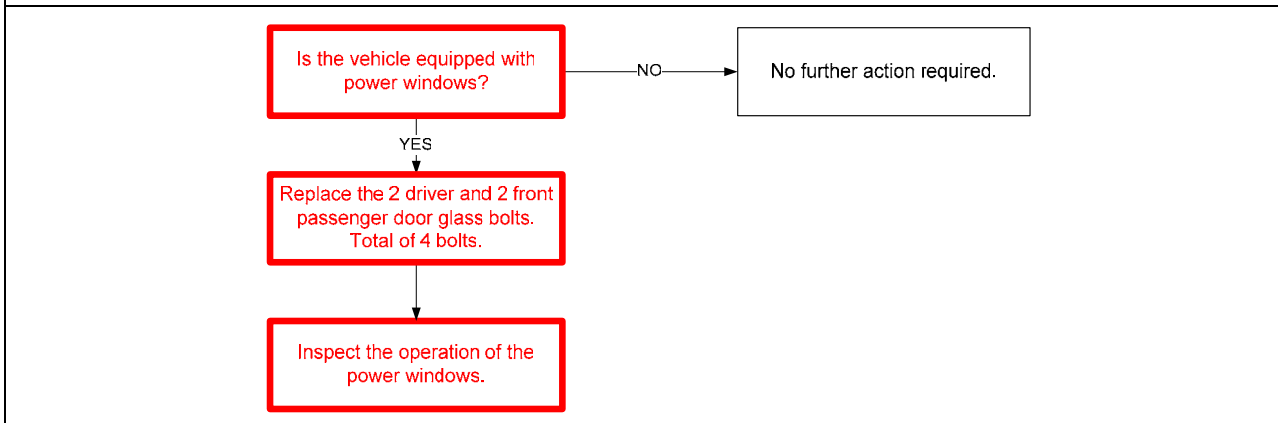 Is the vehicle equipped with
power windows?
NO
No further action required.
YES
Replace the 2 driver and 2 front
passenger door glass bolts.
Total of 4 bolts.
Inspect the operation of the
power windows.